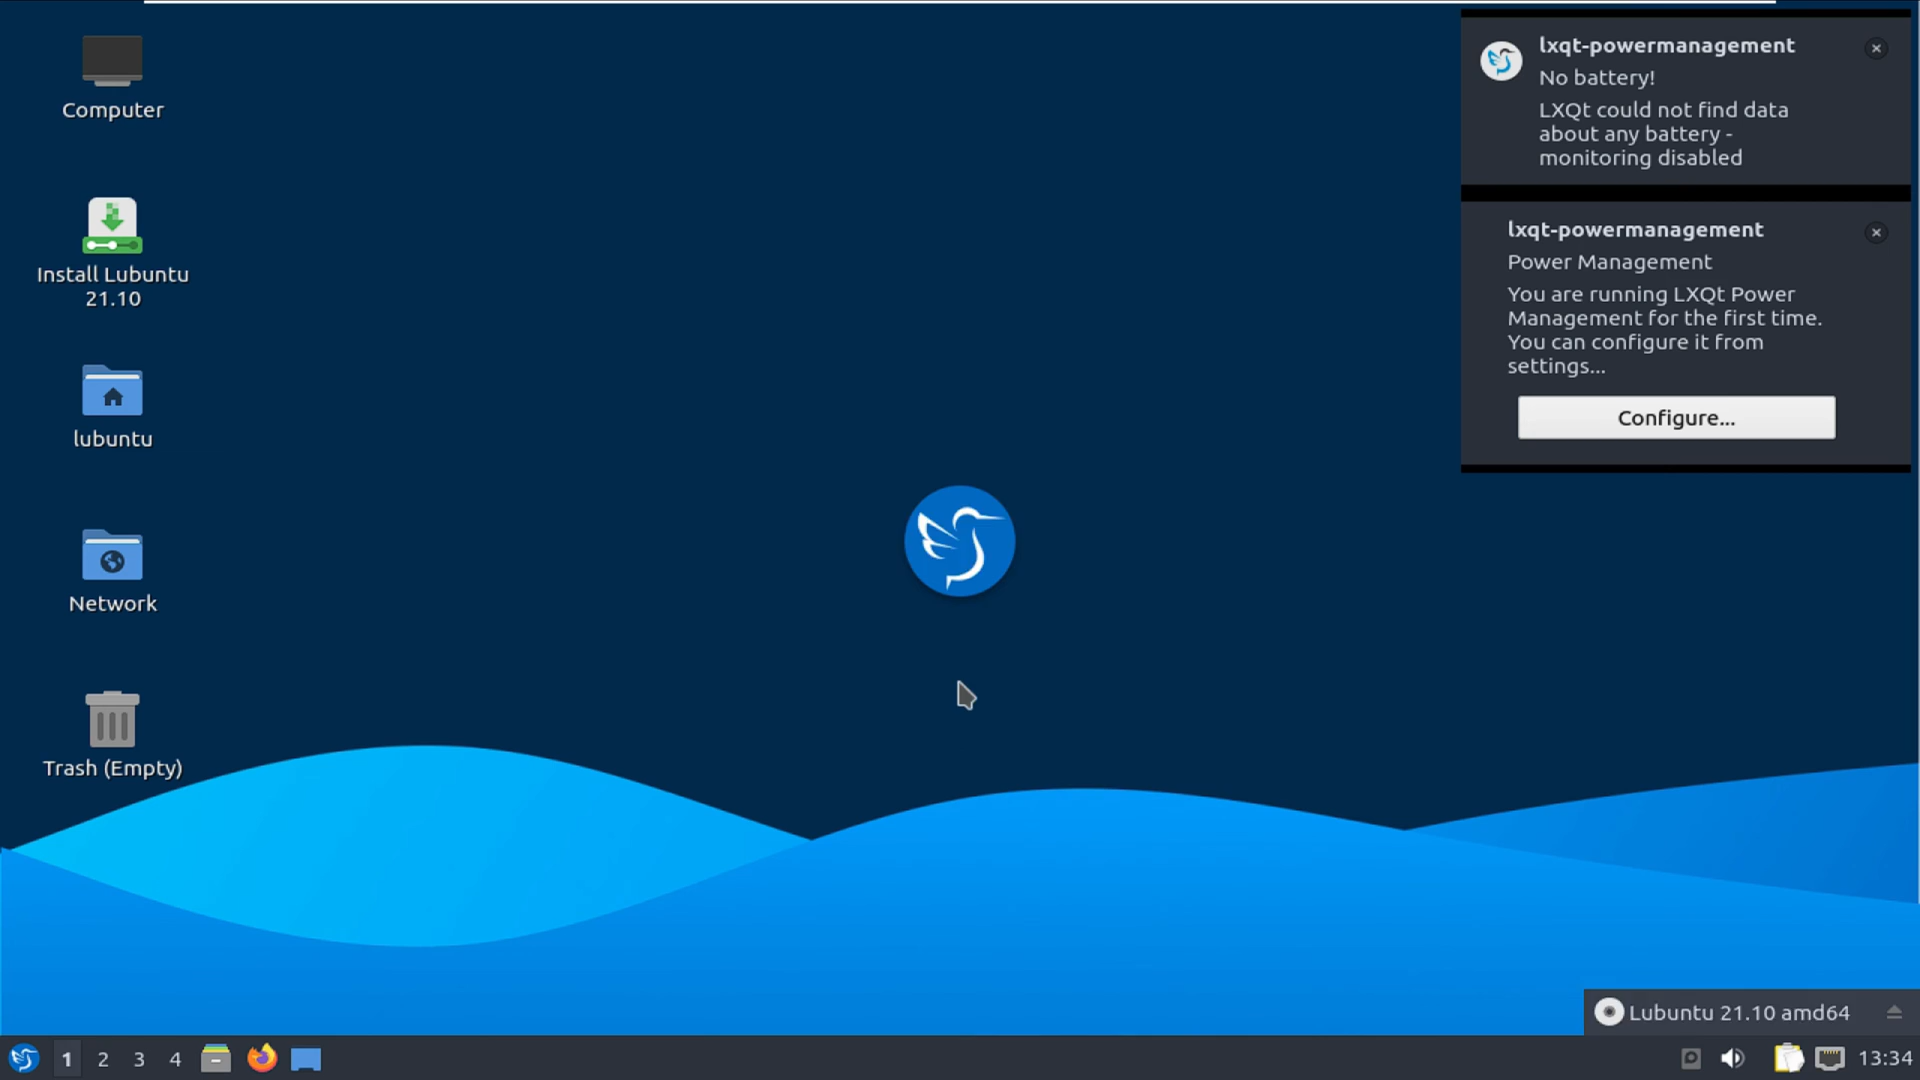 Computer
Install Lubuntu
21.10
lubuntu
Network
Trash (Empty)
lxqt-powermanagement
No battery!
LXQt could not find data
about any battery -
monitoring disabled
lxqt-powermanagement
Power Management
You are running LXQt Power
Management for the first time.
You can configure it from
settings...
Configure...
Lubuntu 21.10 amd64
1 2 3 4
13:34